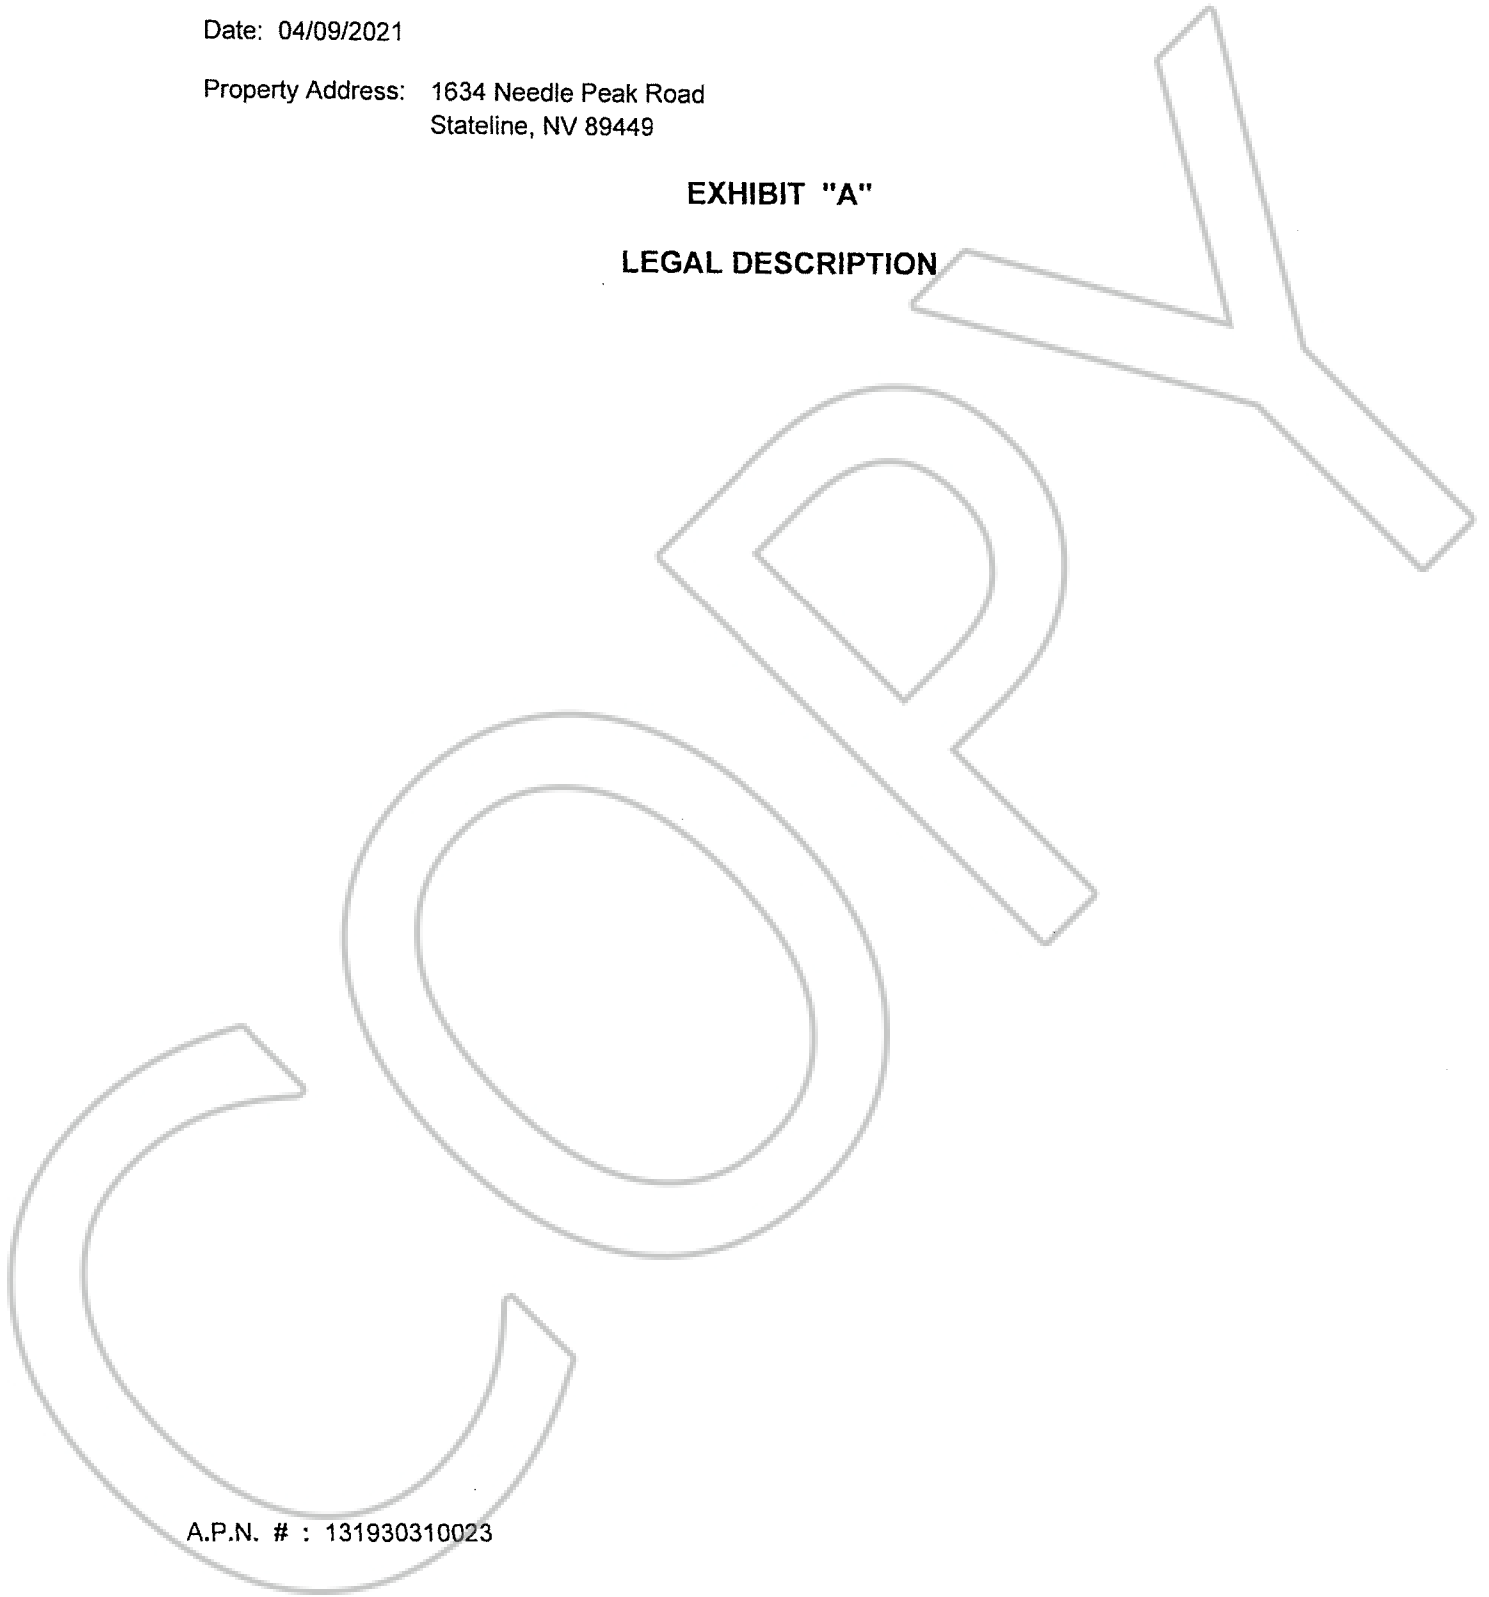 Date: 04/09/2021
Property Address: 1634 Needle Peak Road
Stateline, NV 89449
EXHIBIT "A"
LEGAL DESCRIPTION
COPY
A.P.N. # : 131930310023